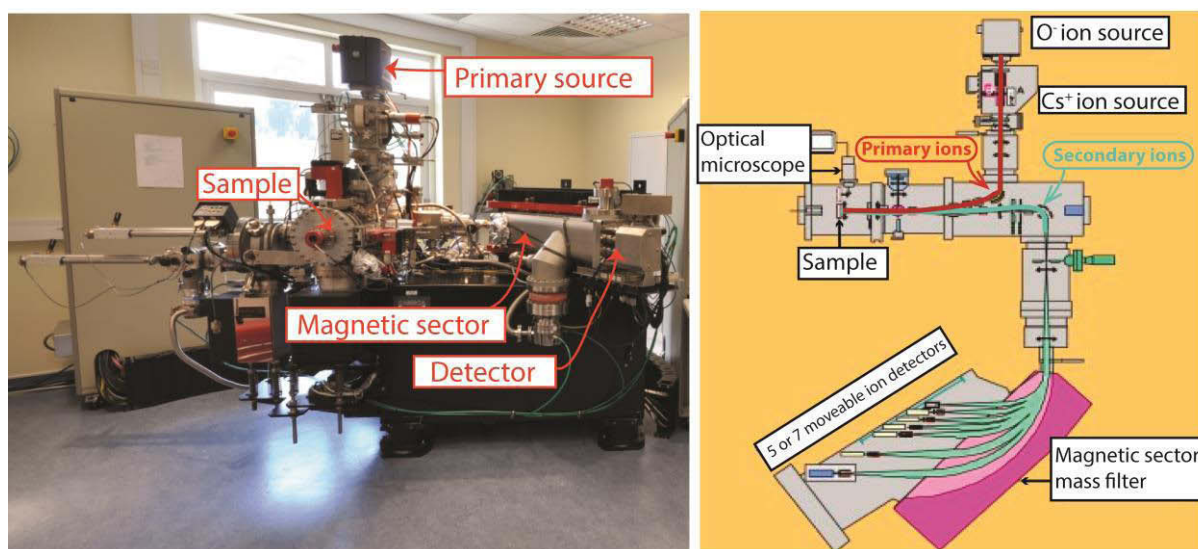 Primary source
Sample
Magnetic sector
Detector
O⁻ ion source
Cs⁺ ion source
Optical
microscope
Primary ions
Secondary ions
Sample
5 or 7 moveable ion detectors
Magnetic sector
mass filter